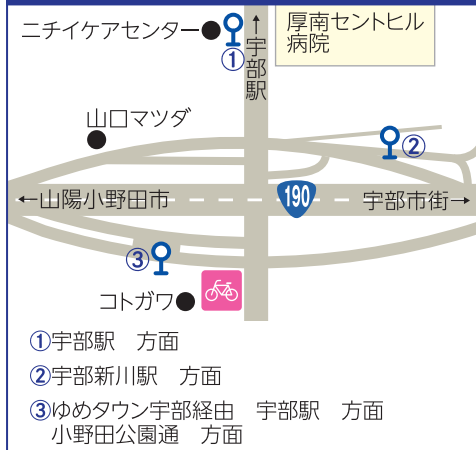 ニチイケアセンター
①
↑宇部駅
厚南セントヒル
病院
山口マツダ
②
←山陽小野田市
190
宇部市街→
③
コトガワ
①宇部駅　方面
②宇部新川駅　方面
③ゆめタウン宇部経由　宇部駅　方面
小野田公園通　方面